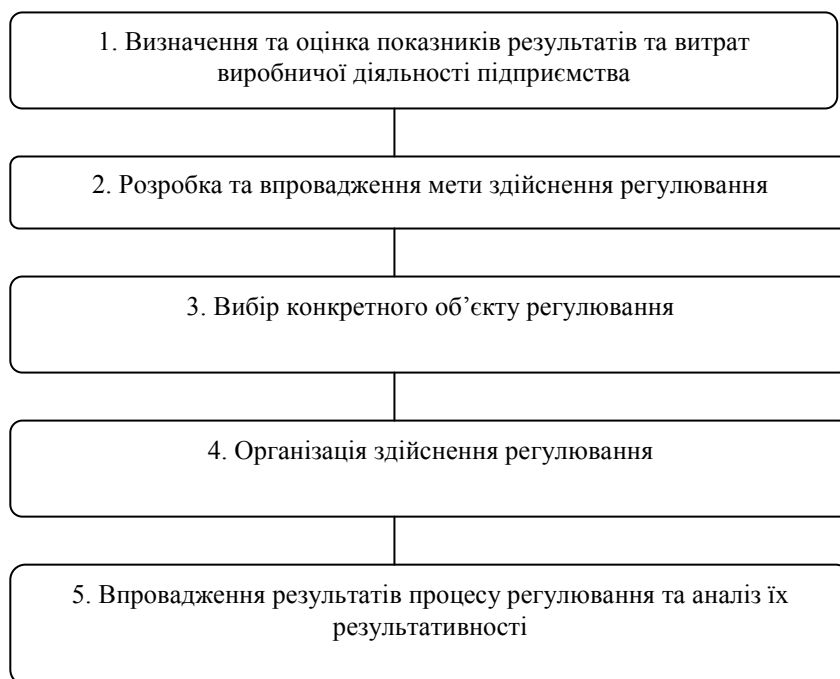 1. Визначення та оцінка показників результатів та витрат
виробничої діяльності підприємства
2. Розробка та впровадження мети здійснення регулювання
3. Вибір конкретного об’єкту регулювання
4. Організація здійснення регулювання
5. Впровадження результатів процесу регулювання та аналіз їх
результативності